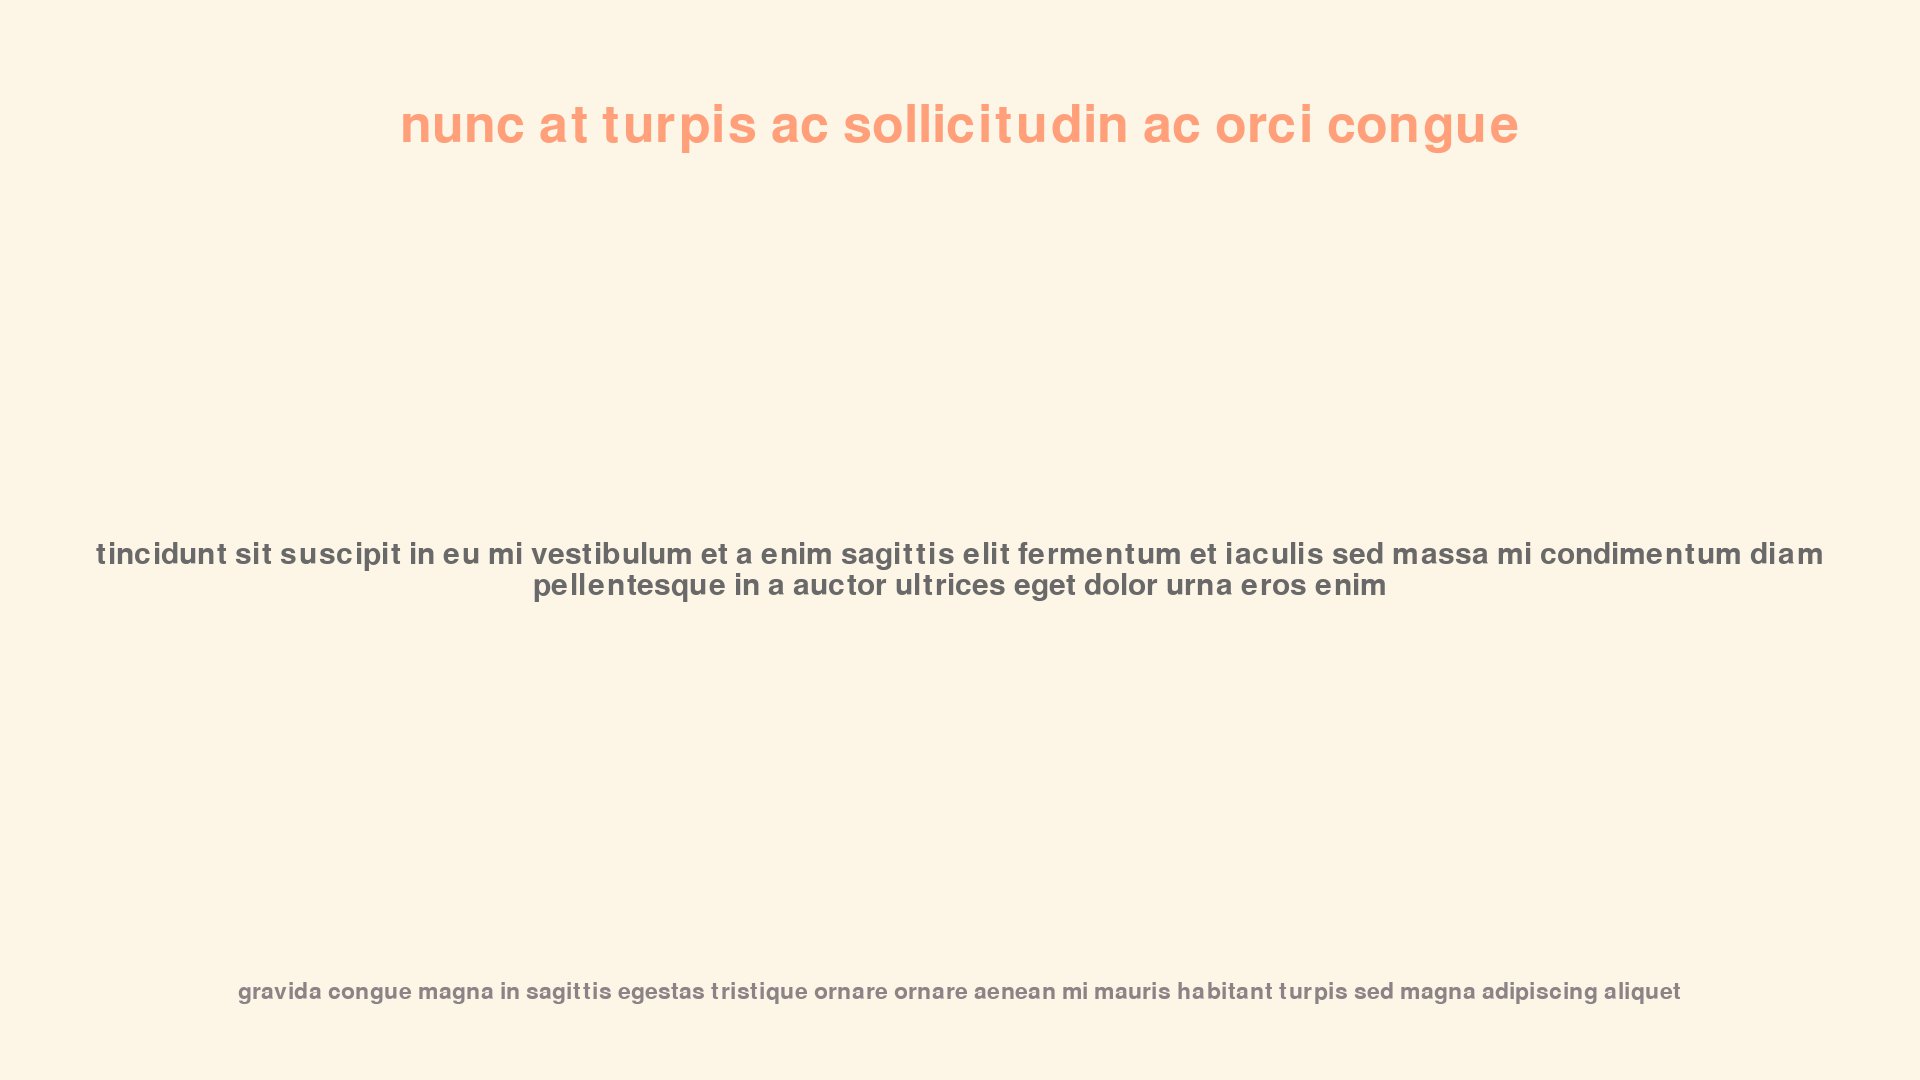 nunc at turpis ac sollicitudin ac orci congue
tincidunt sit suscipit in eu mi vestibulum et a enim sagittis elit fermentum et iaculis sed massa mi condimentum diam
pellentesque in a auctor ultrices eget dolor urna eros enim
gravida congue magna in sagittis egestas tristique ornare ornare aenean mi mauris habitant turpis sed magna adipiscing aliquet